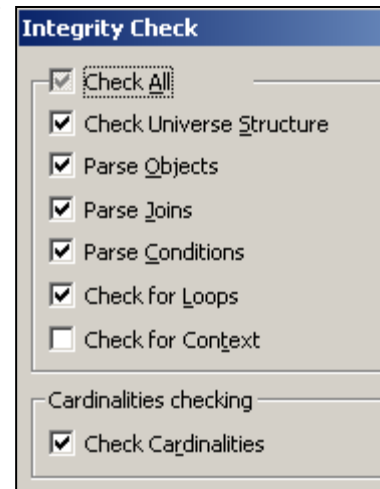 Integrity Check
Check All
Check Universe Structure
Parse Objects
Parse Joins
Parse Conditions
Check for Loops
Check for Context
Cardinalities checking
Check Cardinalities